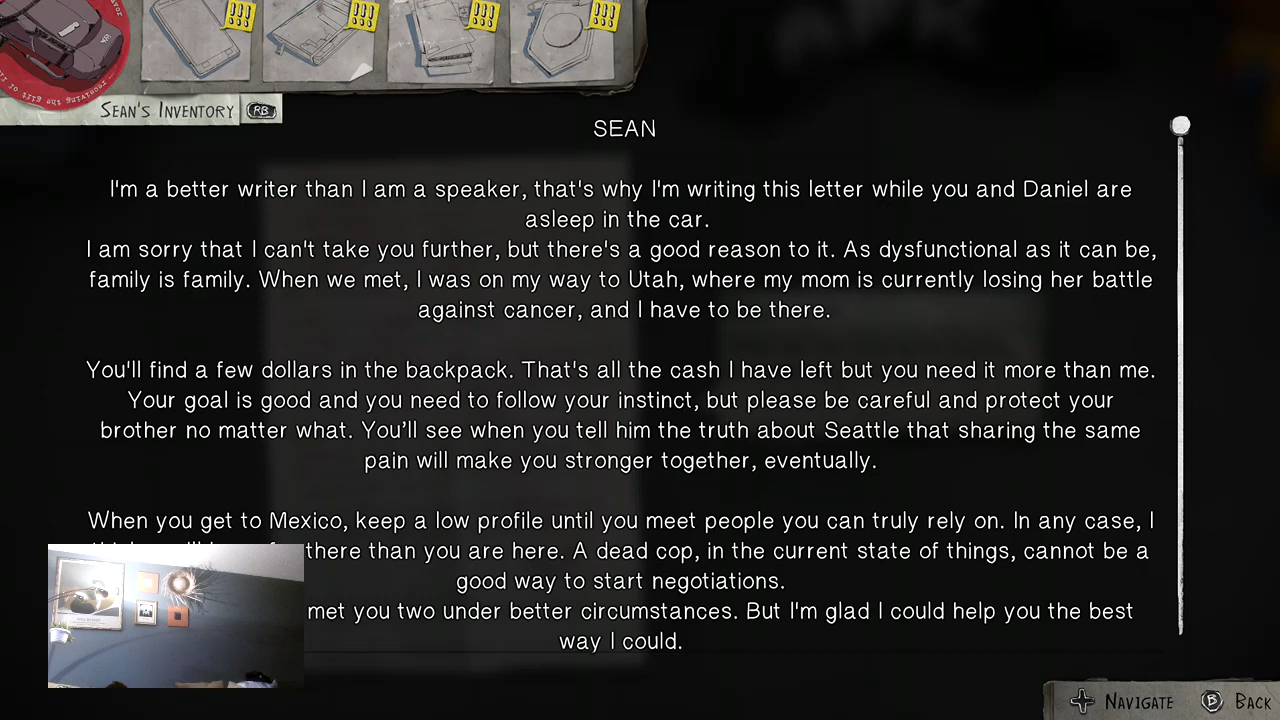 SEAN'S INVENTORY RB
SEAN
I'm a better writer than I am a speaker, that's why I'm writing this letter while you and Daniel are
asleep in the car.
I am sorry that I can't take you further, but there's a good reason to it. As dysfunctional as it can be,
family is family. When we met, I was on my way to Utah, where my mom is currently losing her battle
against cancer, and I have to be there.
You'll find a few dollars in the backpack. That's all the cash I have left but you need it more than me.
Your goal is good and you need to follow your instinct, but please be careful and protect your
brother no matter what. You'll see when you tell him the truth about Seattle that sharing the same
pain will make you stronger together, eventually.
When you get to Mexico, keep a low profile until you meet people you can truly rely on. In any case, I
there than you are here. A dead cop, in the current state of things, cannot be a
good way to start negotiations.
met you two under better circumstances. But I'm glad I could help you the best
way I could.
NAVIGATE B BACK